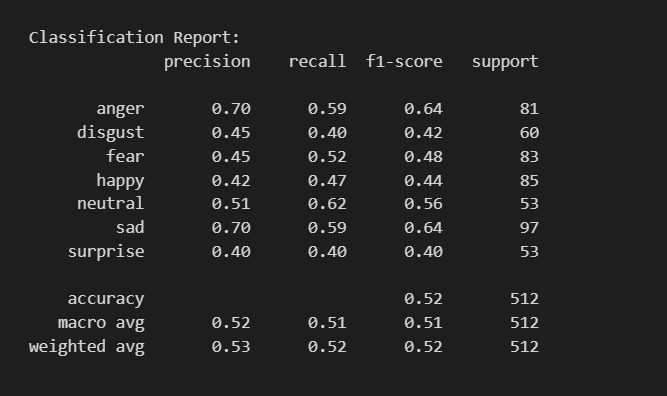 Classification Report:
precision recall f1-score support
anger 0.70 0.59 0.64 81
disgust 0.45 0.40 0.42 60
fear 0.45 0.52 0.48 83
happy 0.42 0.47 0.44 85
neutral 0.51 0.62 0.56 53
sad 0.70 0.59 0.64 97
surprise 0.40 0.40 0.40 53
accuracy 0.52 512
macro avg 0.52 0.51 0.51 512
weighted avg 0.53 0.52 0.52 512